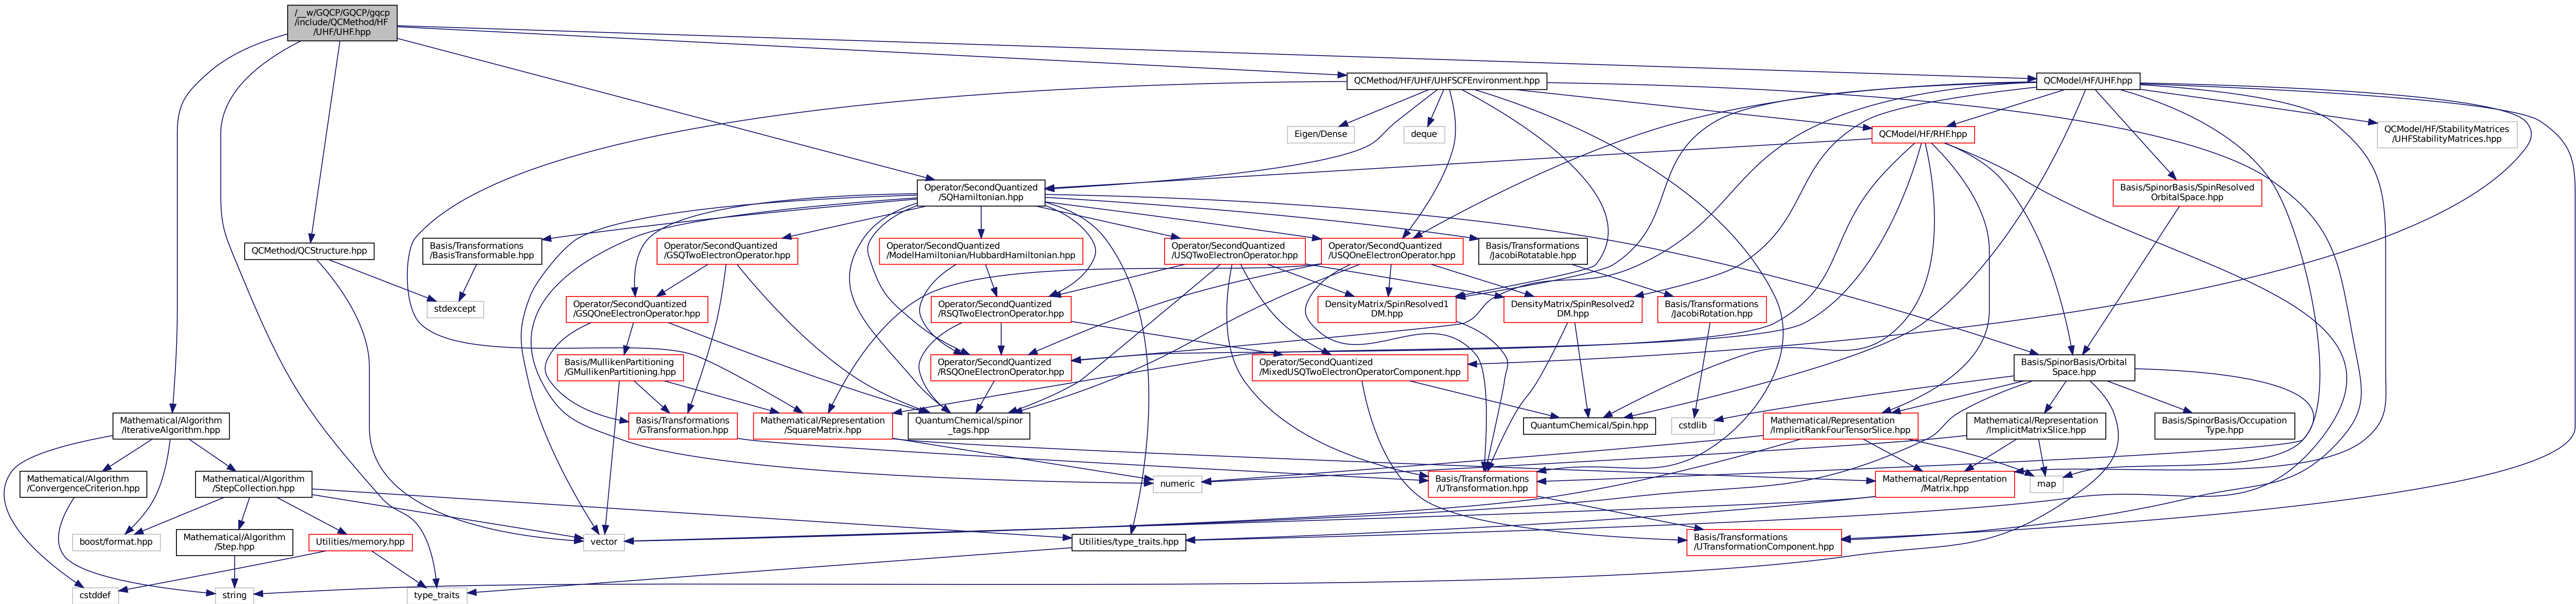 /__w/GQCP/GQCP/gqcp
/include/QCMethod/HF
/UHF/UHF.hpp
QCMethod/HF/UHF/UHFSCFEnvironment.hpp
QCModel/HF/UHF.hpp
Eigen/Dense
deque
QCModel/HF/RHF.hpp
QCModel/HF/StabilityMatrices
/UHFStabilityMatrices.hpp
Operator/SecondQuantized
/SQHamiltonian.hpp
Basis/SpinorBasis/SpinResolved
OrbitalSpace.hpp
QCMethod/QCStructure.hpp
Basis/Transformations
/BasisTransformable.hpp
Operator/SecondQuantized
/GSQTwoElectronOperator.hpp
Operator/SecondQuantized
/ModelHamiltonian/HubbardHamiltonian.hpp
Operator/SecondQuantized
/USQTwoElectronOperator.hpp
Operator/SecondQuantized
/USQOneElectronOperator.hpp
Basis/Transformations
/JacobiRotatable.hpp
stdexcept
Operator/SecondQuantized
/GSQOneElectronOperator.hpp
Operator/SecondQuantized
/RSQTwoElectronOperator.hpp
DensityMatrix/SpinResolved1
DM.hpp
DensityMatrix/SpinResolved2
DM.hpp
Basis/Transformations
/JacobiRotation.hpp
Basis/MullikenPartitioning
/GMullikenPartitioning.hpp
Operator/SecondQuantized
/RSQOneElectronOperator.hpp
Operator/SecondQuantized
/MixedUSQTwoElectronOperatorComponent.hpp
Basis/SpinorBasis/Orbital
Space.hpp
Mathematical/Algorithm
/IterativeAlgorithm.hpp
Basis/Transformations
/GTransformation.hpp
Mathematical/Representation
/SquareMatrix.hpp
QuantumChemical/spinor
_tags.hpp
QuantumChemical/Spin.hpp
cstdlib
Mathematical/Representation
/ImplicitRankFourTensorSlice.hpp
Mathematical/Representation
/ImplicitMatrixSlice.hpp
Basis/SpinorBasis/Occupation
Type.hpp
Mathematical/Algorithm
/ConvergenceCriterion.hpp
Mathematical/Algorithm
/StepCollection.hpp
numeric
Basis/Transformations
/UTransformation.hpp
Mathematical/Representation
/Matrix.hpp
map
boost/format.hpp
Mathematical/Algorithm
/Step.hpp
Utilities/memory.hpp
vector
Utilities/type_traits.hpp
Basis/Transformations
/UTransformationComponent.hpp
cstddef
string
type_traits